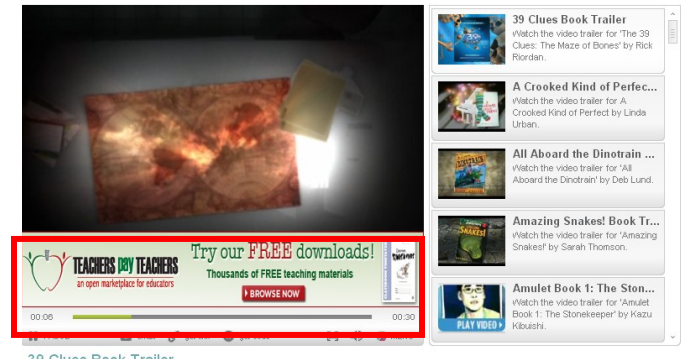 TEACHERS PAY TEACHERS
an open marketplace for educators
Try our FREE downloads!
Thousands of FREE teaching materials
BROWSE NOW
00:06
00:30
39 Clues Book Trailer
39 Clues Book Trailer
Watch the video trailer for 'The 39
Clues: The Maze of Bones' by Rick
Riordan.
A Crooked Kind of Perfec...
Watch the video trailer for A
Crooked Kind of Perfect by Linda
Urban.
All Aboard the Dinotrain ...
Watch the video trailer for 'All
Aboard the Dinotrain' by Deb Lund.
Amazing Snakes! Book Tr...
Watch the video trailer for 'Amazing
Snakes!' by Sarah Thomson.
Amulet Book 1: The Ston...
Watch the video trailer for 'Amulet
Book 1: The Stonekeeper' by Kazu
Kibuishi.
PLAY VIDEO